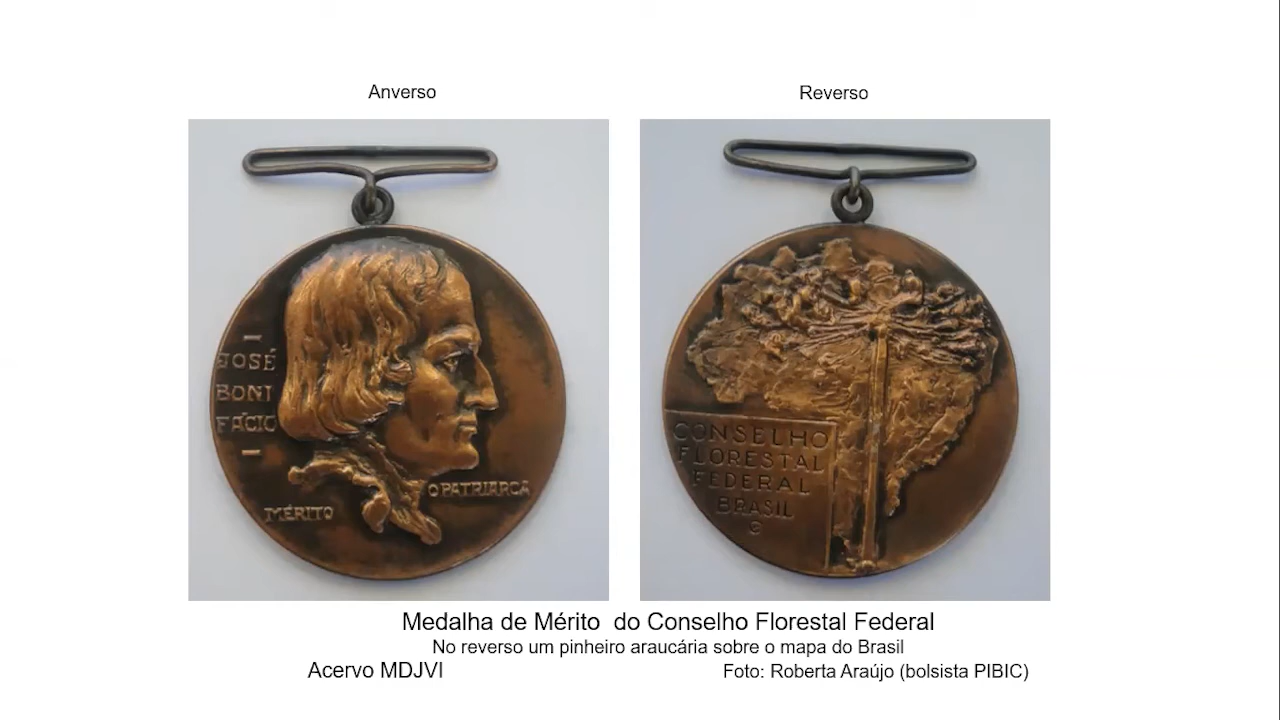 Anverso
Reverso
JOSÉ
BONI
FÁCIO
MÉRITO
O PATRIARCA
CONSELHO
FLORESTAL
FEDERAL
BRASIL
Medalha de Mérito do Conselho Florestal Federal
No reverso um pinheiro araucária sobre o mapa do Brasil
Acervo MDJVI
Foto: Roberta Araújo (bolsista PIBIC)